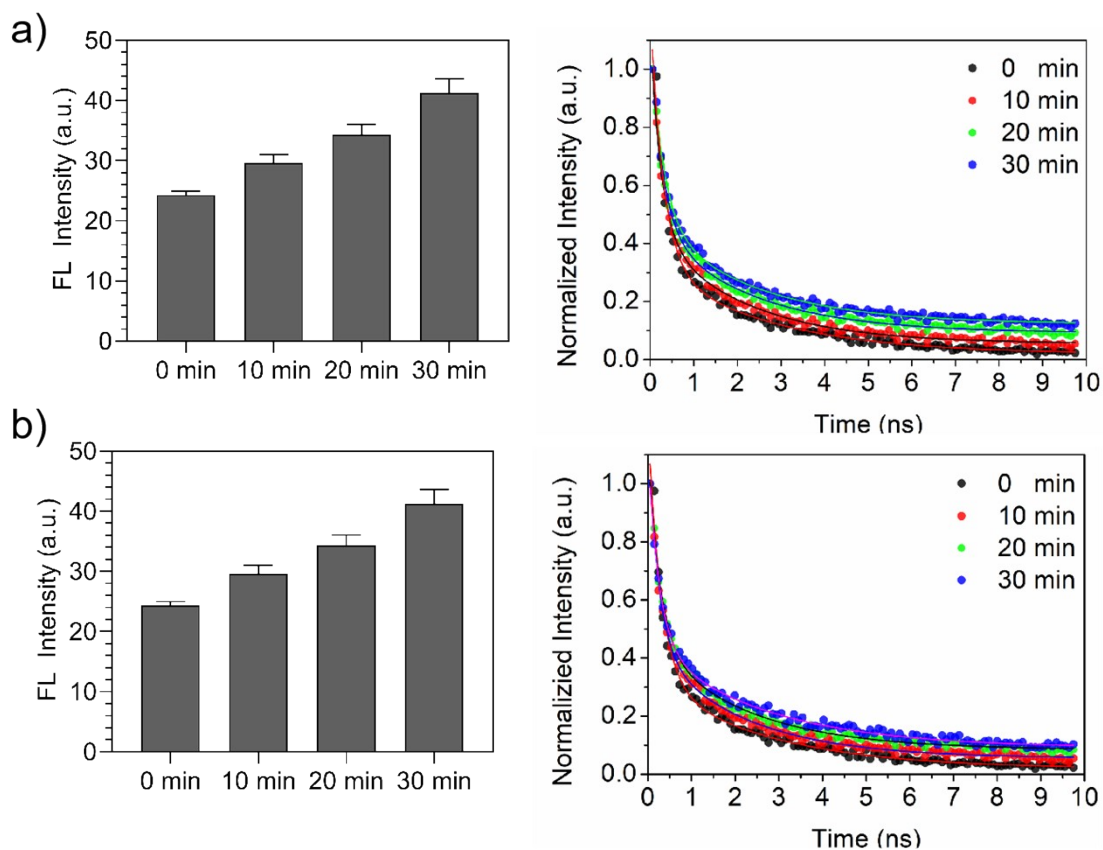 a)
FL Intensity (a.u.)
50
40
30
20
10
0
0 min 10 min 20 min 30 min
Normalized Intensity (a.u.)
1.0
0.8
0.6
0.4
0.2
0.0
0 min
10 min
20 min
30 min
0 1 2 3 4 5 6 7 8 9 10
Time (ns)
b)
FL Intensity (a.u.)
50
40
30
20
10
0
0 min 10 min 20 min 30 min
Normalizied Intensity (a.u.)
1.0
0.8
0.6
0.4
0.2
0.0
0 min
10 min
20 min
30 min
0 1 2 3 4 5 6 7 8 9 10
Time (ns)